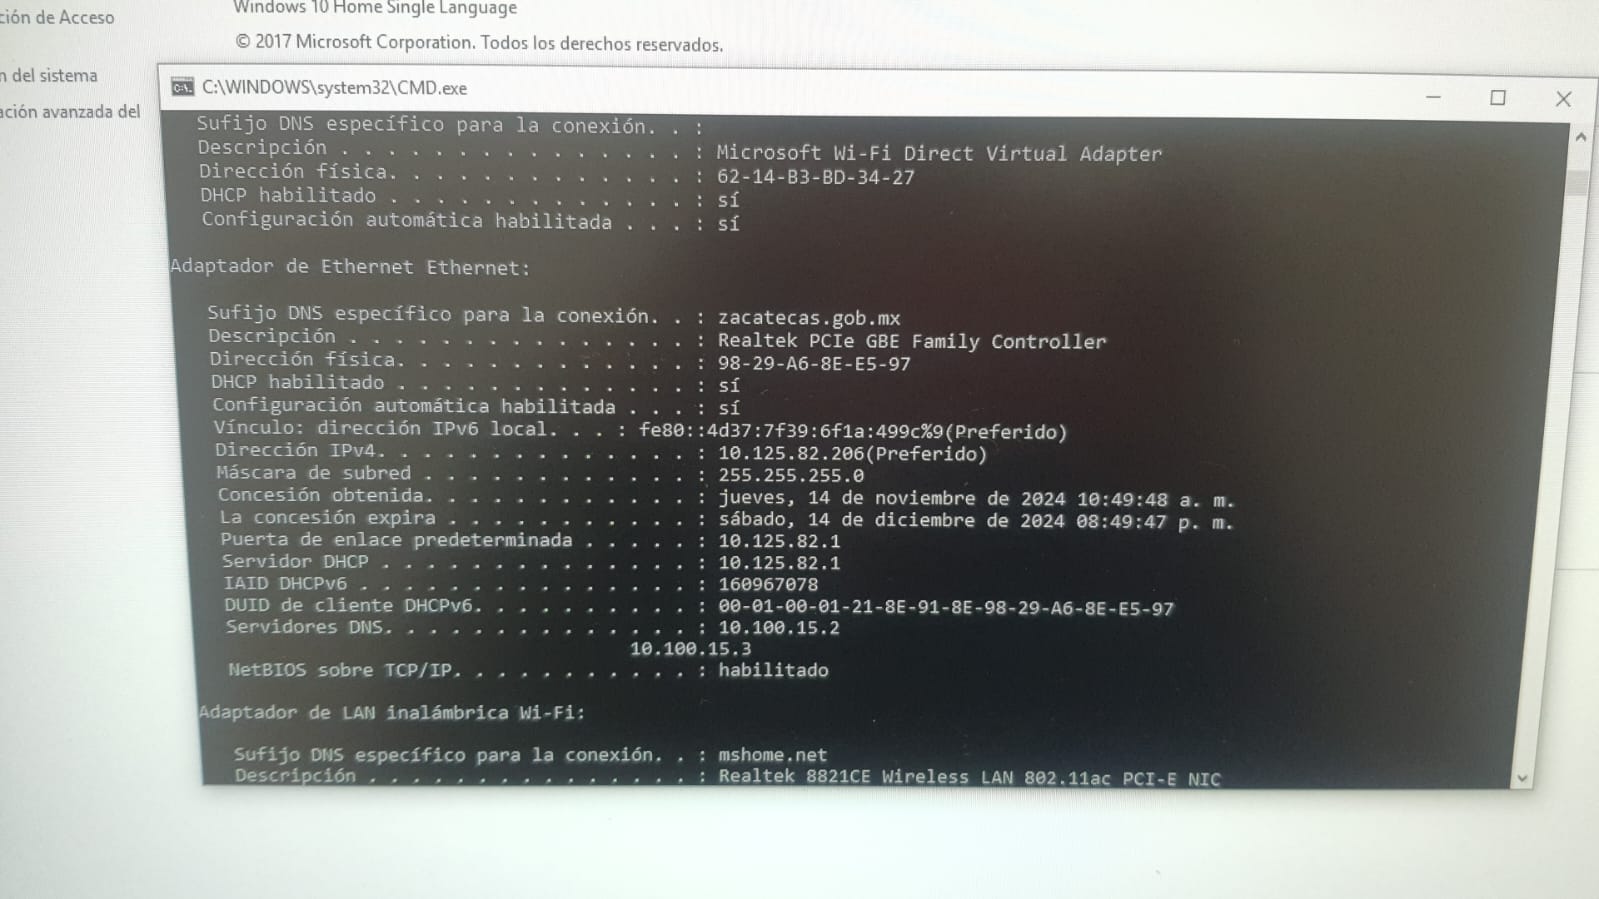 ción de Acceso
Windows 10 Home Single Language
© 2017 Microsoft Corporation. Todos los derechos reservados.
n del sistema
ación avanzada del
C:\WINDOWS\system32\CMD.exe
Sufijo DNS específico para la conexión. . :
Descripción . . . . . . . . . . . . . . . : Microsoft Wi-Fi Direct Virtual Adapter
Dirección física. . . . . . . . . . . . . : 62-14-B3-BD-34-27
DHCP habilitado . . . . . . . . . . . . . : sí
Configuración automática habilitada . . . : sí
Adaptador de Ethernet Ethernet:
Sufijo DNS específico para la conexión. . : zacatecas.gob.mx
Descripción . . . . . . . . . . . . . . . : Realtek PCIe GBE Family Controller
Dirección física. . . . . . . . . . . . . : 98-29-A6-8E-E5-97
DHCP habilitado . . . . . . . . . . . . . : sí
Configuración automática habilitada . . . : sí
Vínculo: dirección IPv6 local. . . : fe80::4d37:7f39:6f1a:499c%9(Preferido)
Dirección IPv4. . . . . . . . . . . . . . : 10.125.82.206(Preferido)
Máscara de subred . . . . . . . . . . . . : 255.255.255.0
Concesión obtenida. . . . . . . . . . . . : jueves, 14 de noviembre de 2024 10:49:48 a. m.
La concesión expira . . . . . . . . . . . : sábado, 14 de diciembre de 2024 08:49:47 p. m.
Puerta de enlace predeterminada . . . . . : 10.125.82.1
Servidor DHCP . . . . . . . . . . . . . . : 10.125.82.1
IAID DHCPv6 . . . . . . . . . . . . . . . : 160967078
DUID de cliente DHCPv6. . . . . . . . . . : 00-01-00-01-21-8E-91-8E-98-29-A6-8E-E5-97
Servidores DNS. . . . . . . . . . . . . . : 10.100.15.2
10.100.15.3
NetBIOS sobre TCP/IP. . . . . . . . . . . : habilitado
Adaptador de LAN inalámbrica Wi-Fi:
Sufijo DNS específico para la conexión. . : mshome.net
Descripción . . . . . . . . . . . . . . . : Realtek 8821CE Wireless LAN 802.11ac PCI-E NIC